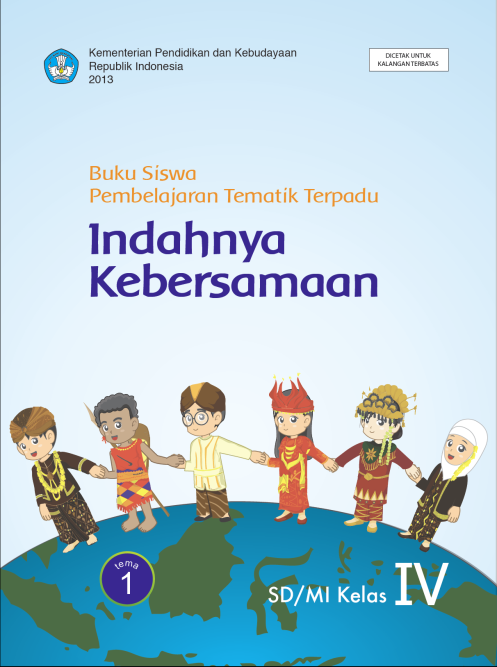 Kementerian Pendidikan dan Kebudayaan
Republik Indonesia
2013
DICETAK UNTUK
KALANGAN TERBATAS
Buku Siswa
Pembelajaran Tematik Terpadu
Indahnya
Kebersamaan
tema
1
SD/MI Kelas IV